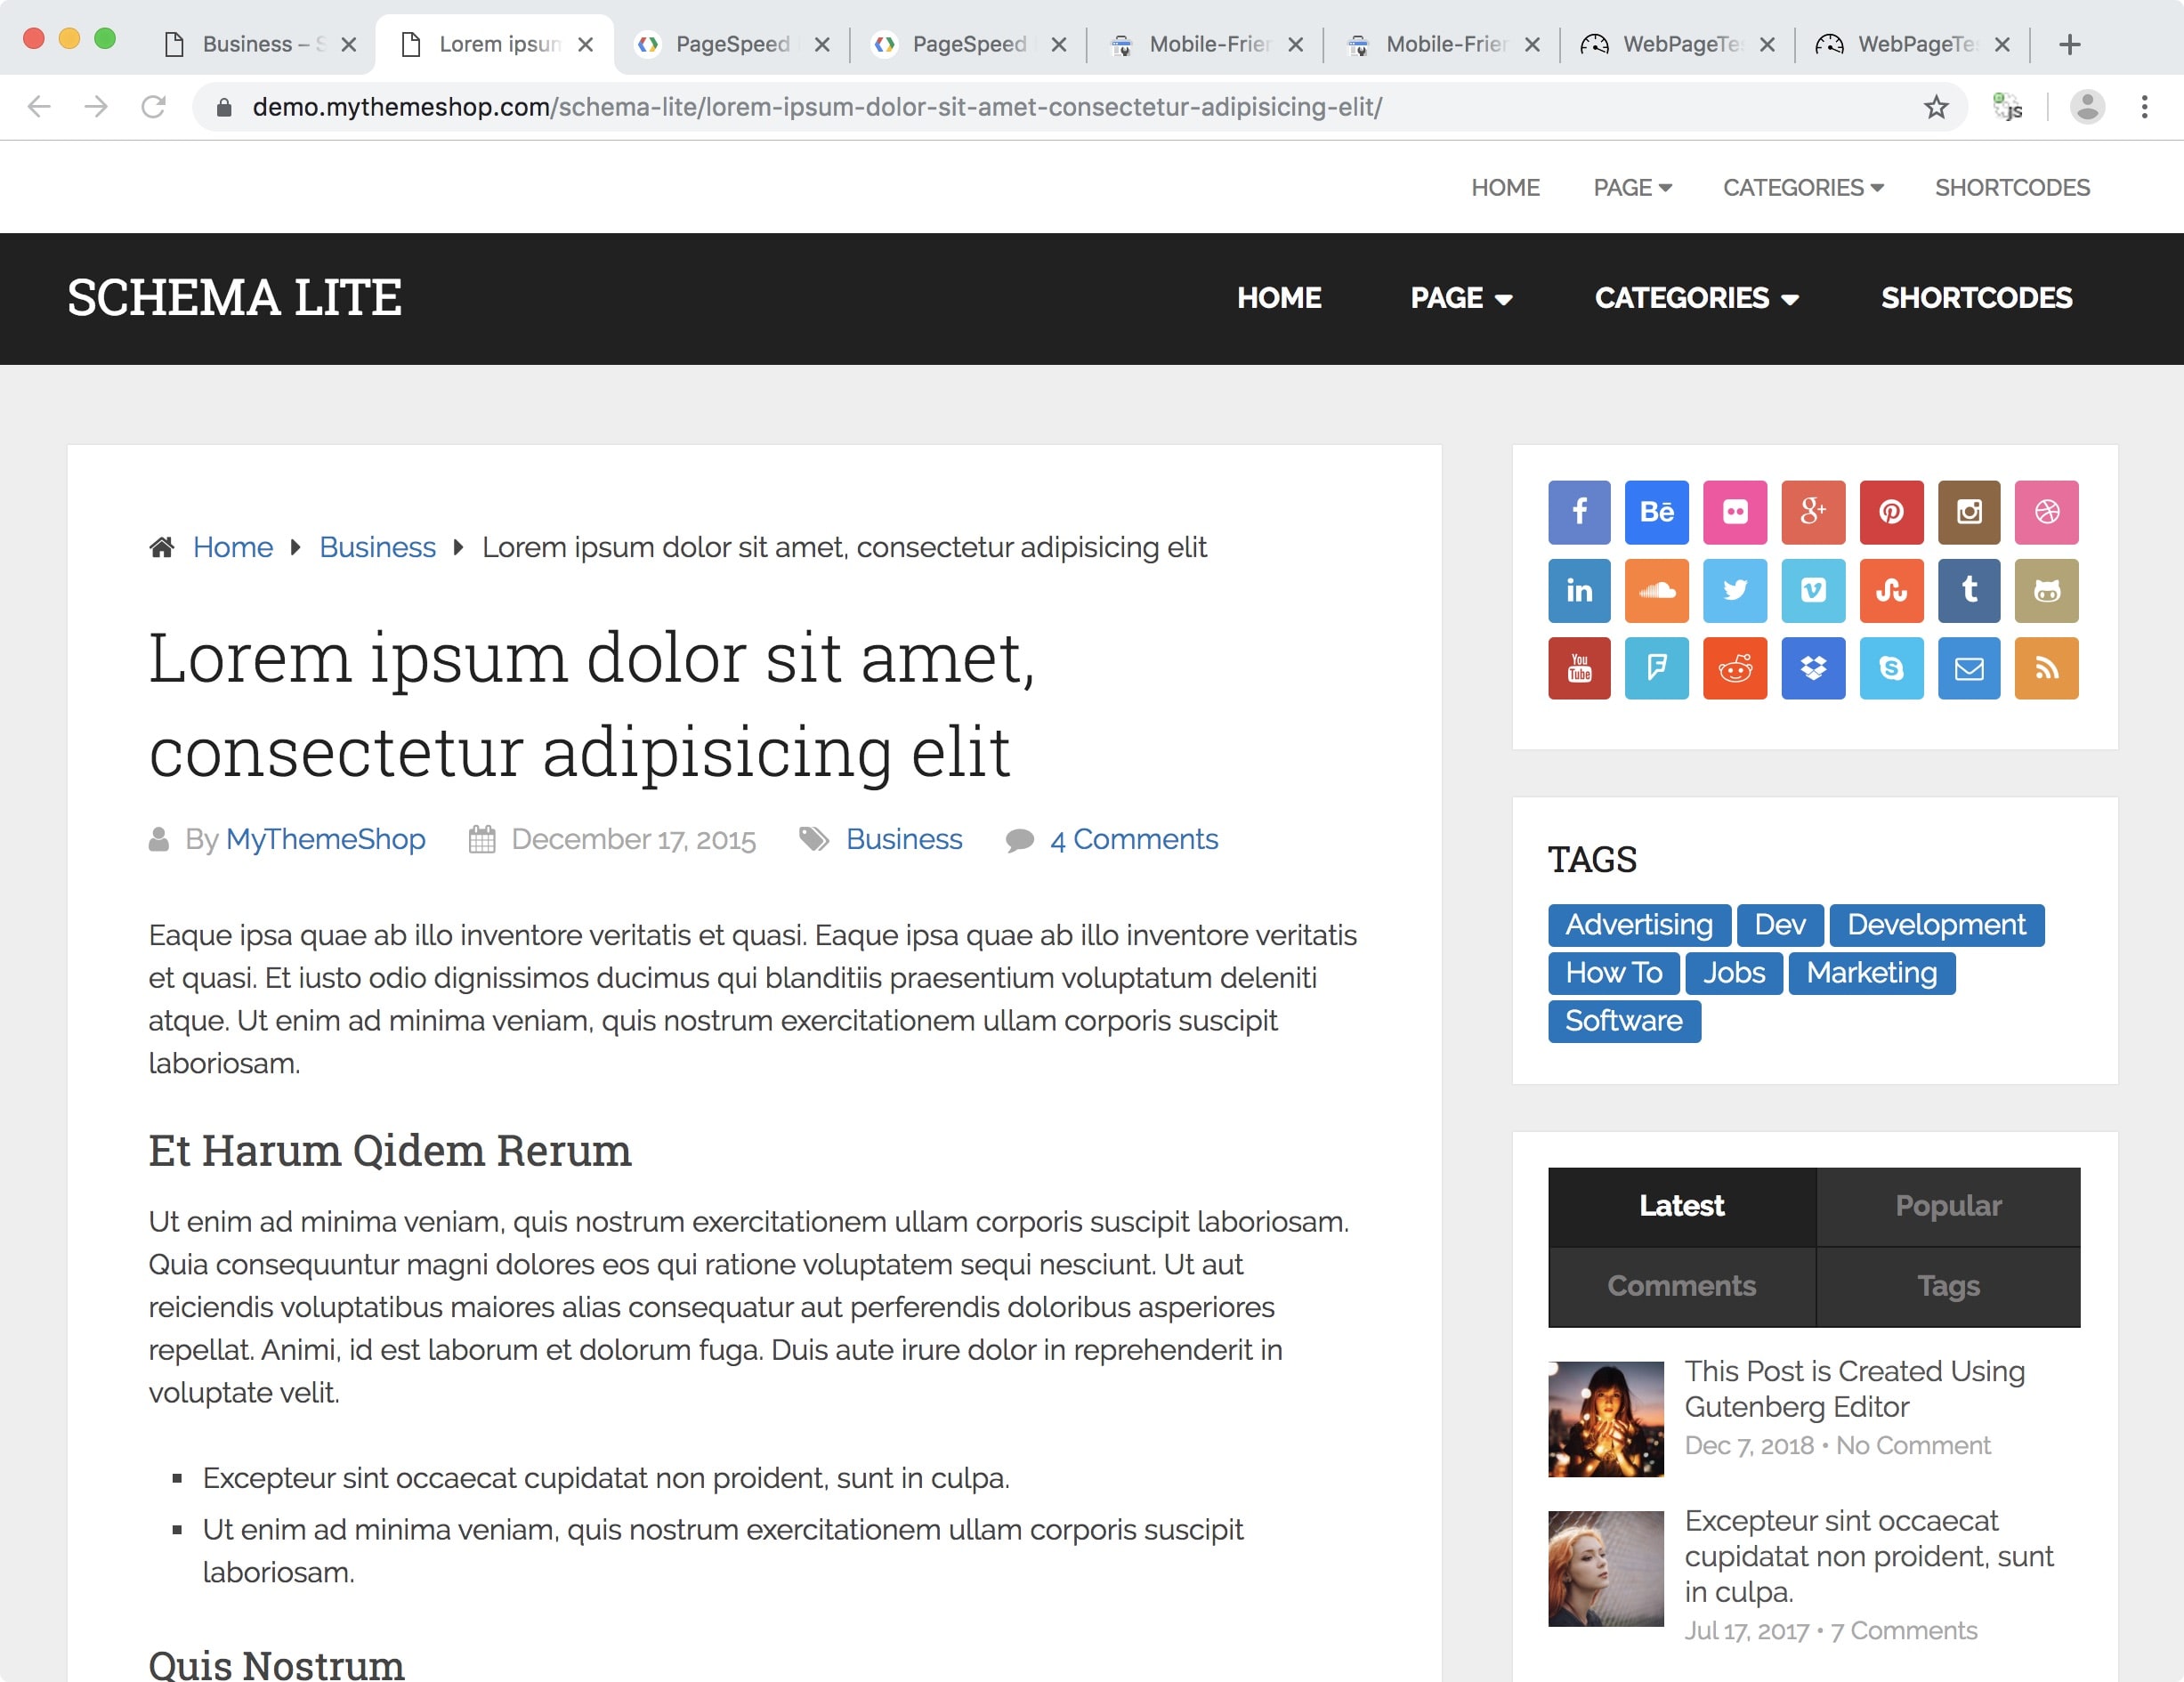 Business – S
Lorem ipsun
PageSpeed
PageSpeed
Mobile-Frier
Mobile-Frier
WebPageTe
WebPageTe
demo.mythemeshop.com/schema-lite/lorem-ipsum-dolor-sit-amet-consectetur-adipisicing-elit/
JS
HOME PAGE CATEGORIES SHORTCODES
SCHEMA LITE
HOME PAGE CATEGORIES SHORTCODES
Home Business Lorem ipsum dolor sit amet, consectetur adipisicing elit
Lorem ipsum dolor sit amet,
consectetur adipisicing elit
By MyThemeShop December 17, 2015 Business 4 Comments
Eaque ipsa quae ab illo inventore veritatis et quasi. Eaque ipsa quae ab illo inventore veritatis
et quasi. Et iusto odio dignissimos ducimus qui blanditiis praesentium voluptatum deleniti
atque. Ut enim ad minima veniam, quis nostrum exercitationem ullam corporis suscipit
laboriosam.
Et Harum Qidem Rerum
Ut enim ad minima veniam, quis nostrum exercitationem ullam corporis suscipit laboriosam.
Quia consequuntur magni dolores eos qui ratione voluptatem sequi nesciunt. Ut aut
reiciendis voluptatibus maiores alias consequatur aut perferendis doloribus asperiores
repellat. Animi, id est laborum et dolorum fuga. Duis aute irure dolor in reprehenderit in
voluptate velit.
Excepteur sint occaecat cupidatat non proident, sunt in culpa.
Ut enim ad minima veniam, quis nostrum exercitationem ullam corporis suscipit
laboriosam.
Quis Nostrum
f Bē g+
in t
You
Tube S
TAGS
Advertising Dev Development
How To Jobs Marketing
Software
Latest Popular
Comments Tags
This Post is Created Using
Gutenberg Editor
Dec 7, 2018 • No Comment
Excepteur sint occaecat
cupidatat non proident, sunt
in culpa.
Jul 17, 2017 • 7 Comments